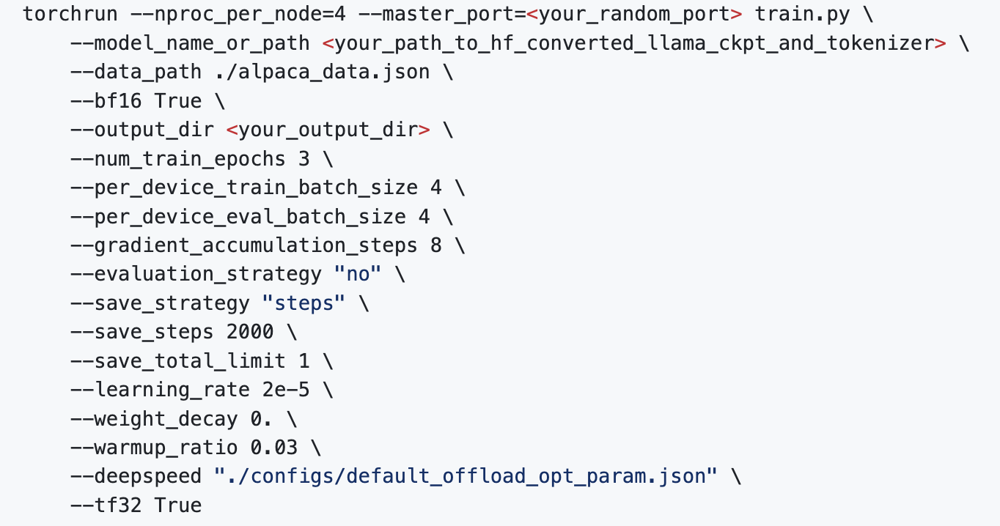 torchrun --nproc_per_node=4 --master_port=<your_random_port> train.py \
--model_name_or_path <your_path_to_hf_converted_llama_ckpt_and_tokenizer> \
--data_path ./alpaca_data.json \
--bf16 True \
--output_dir <your_output_dir> \
--num_train_epochs 3 \
--per_device_train_batch_size 4 \
--per_device_eval_batch_size 4 \
--gradient_accumulation_steps 8 \
--evaluation_strategy "no" \
--save_strategy "steps" \
--save_steps 2000 \
--save_total_limit 1 \
--learning_rate 2e-5 \
--weight_decay 0. \
--warmup_ratio 0.03 \
--deepspeed "./configs/default_offload_opt_param.json" \
--tf32 True